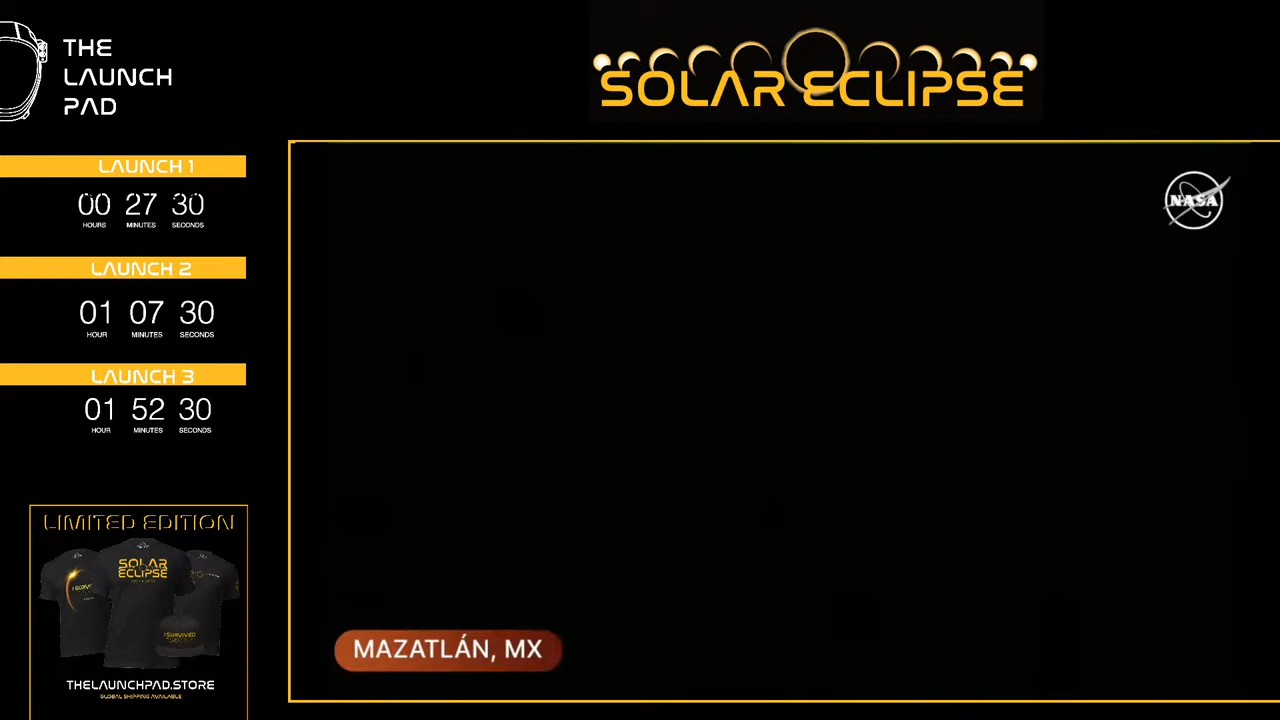 THE
LAUNCH
PAD
SOLAR ECLIPSE
LAUNCH 1
00 27 30
HOURS MINUTES SECONDS
LAUNCH 2
01 07 30
HOUR MINUTES SECONDS
LAUNCH 3
01 52 30
HOUR MINUTES SECONDS
NASA
LIMITED EDITION
SOLAR
ECLIPSE
I SURVIVED
THELAUNCHPAD.STORE
GLOBAL SHIPPING AVAILABLE
MAZATLÁN, MX